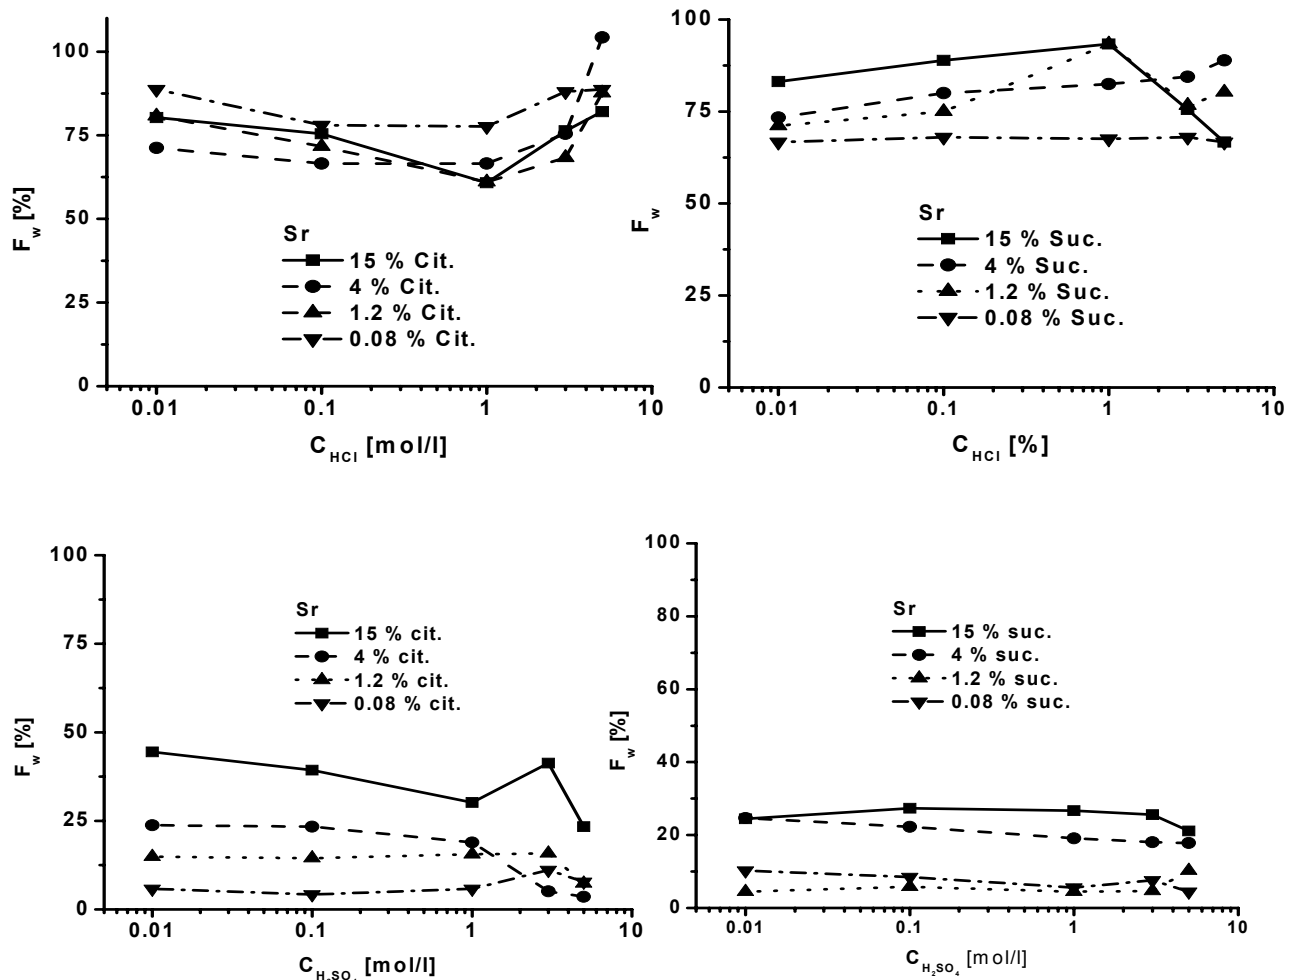 100
75
50
25
0
F_w [%]
Sr
15 % Cit.
4 % Cit.
1.2 % Cit.
0.08 % Cit.
0.01 0.1 1 10
C_HCl [mol/l]
100
75
50
25
0
F_w
Sr
15 % Suc.
4 % Suc.
1.2 % Suc.
0.08 % Suc.
0.01 0.1 1 10
C_HCl [%]
100
75
50
25
0
F_w [%]
Sr
15 % cit.
4 % cit.
1.2 % cit.
0.08 % cit.
0.01 0.1 1 10
C_H₂SO [mol/l]
100
80
60
40
20
0
F_w [%]
Sr
15 % suc.
4 % suc.
1.2 % suc.
0.08 % suc.
0.01 0.1 1 10
C_H₂SO₄ [mol/l]